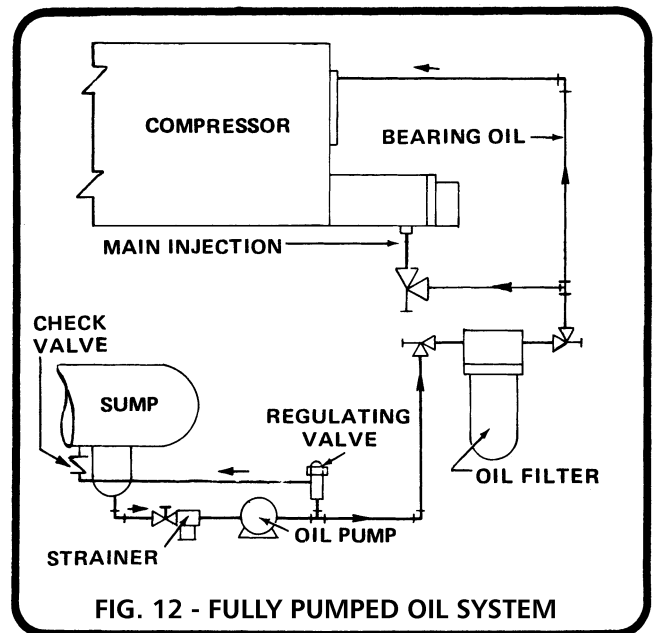 COMPRESSOR
BEARING OIL
MAIN INJECTION
CHECK
VALVE
SUMP
REGULATING
VALVE
OIL FILTER
OIL PUMP
STRAINER
FIG. 12 - FULLY PUMPED OIL SYSTEM